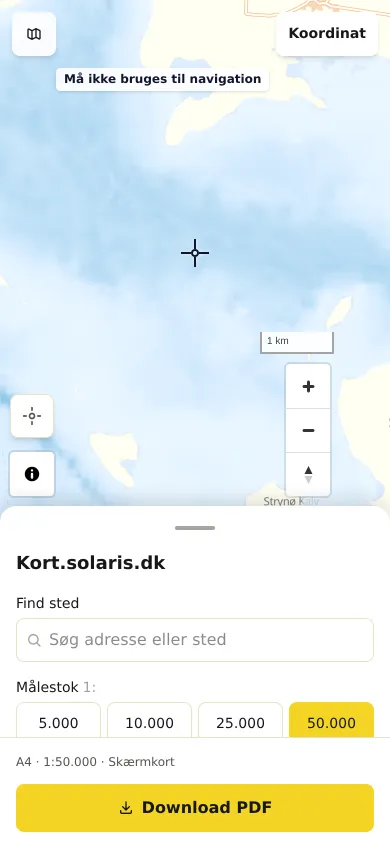 Koordinat
Må ikke bruges til navigation
1 km
Strynø Kalv
Kort.solaris.dk
Find sted
Søg adresse eller sted
Målestok 1:
5.000
10.000
25.000
50.000
A4 · 1:50.000 · Skærmkort
Download PDF